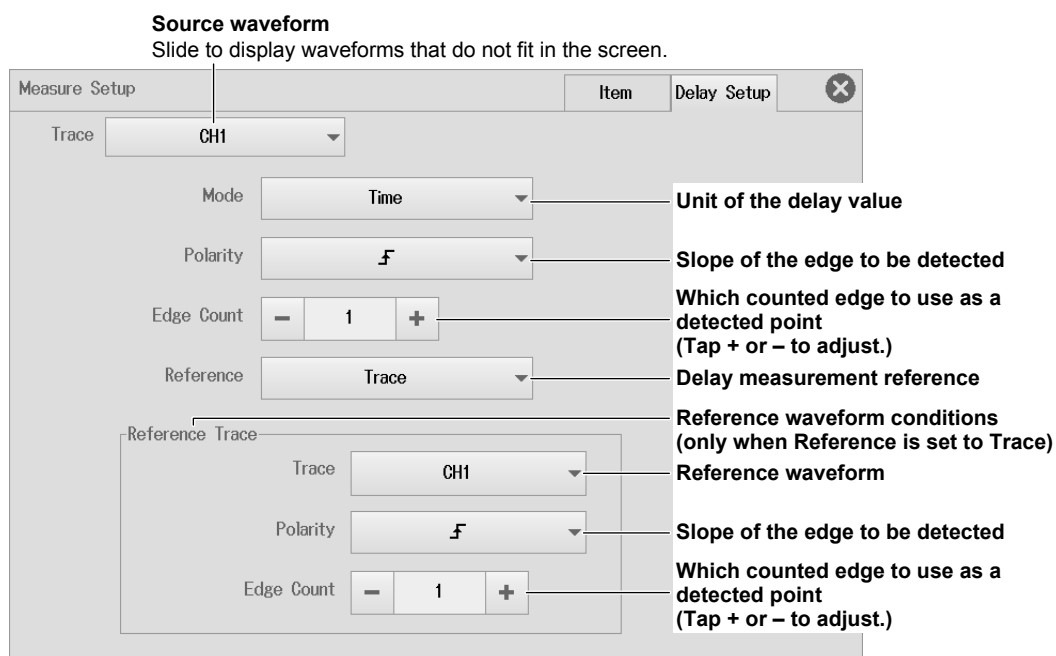 Source waveform
Slide to display waveforms that do not fit in the screen.
Measure Setup
Item
Delay Setup
Trace
CH1
Mode
Time
Unit of the delay value
Polarity
Slope of the edge to be detected
Edge Count
1
Which counted edge to use as a
detected point
(Tap + or – to adjust.)
Reference
Trace
Delay measurement reference
Reference Trace
Reference waveform conditions
(only when Reference is set to Trace)
Trace
CH1
Reference waveform
Polarity
Slope of the edge to be detected
Edge Count
1
Which counted edge to use as a
detected point
(Tap + or – to adjust.)